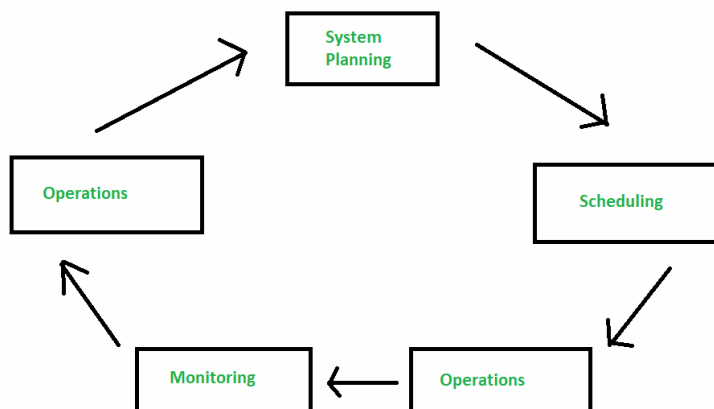 System
Planning
Operations
Scheduling
Monitoring
Operations